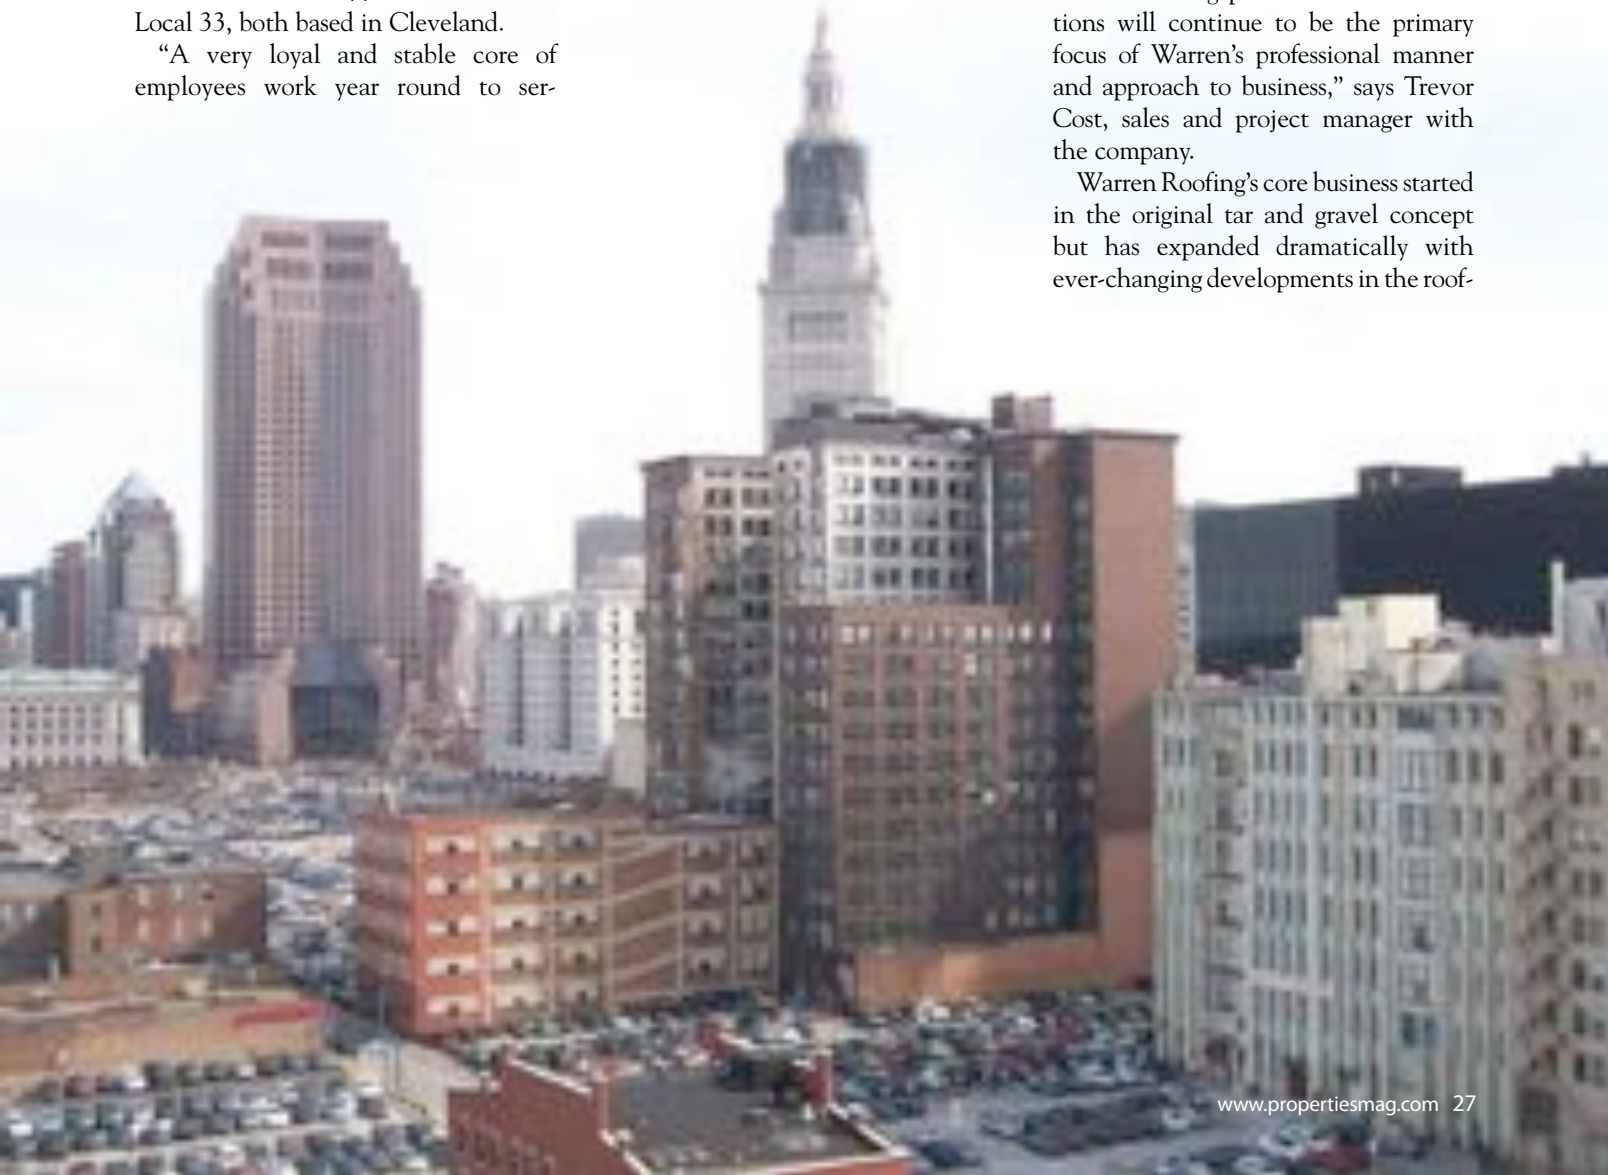 Local 33, both based in Cleveland.
“A very loyal and stable core of
employees work year round to ser-
tions will continue to be the primary
focus of Warren’s professional manner
and approach to business,” says Trevor
Cost, sales and project manager with
the company.
Warren Roofing’s core business started
in the original tar and gravel concept
but has expanded dramatically with
ever-changing developments in the roof-
www.propertiesmag.com 27